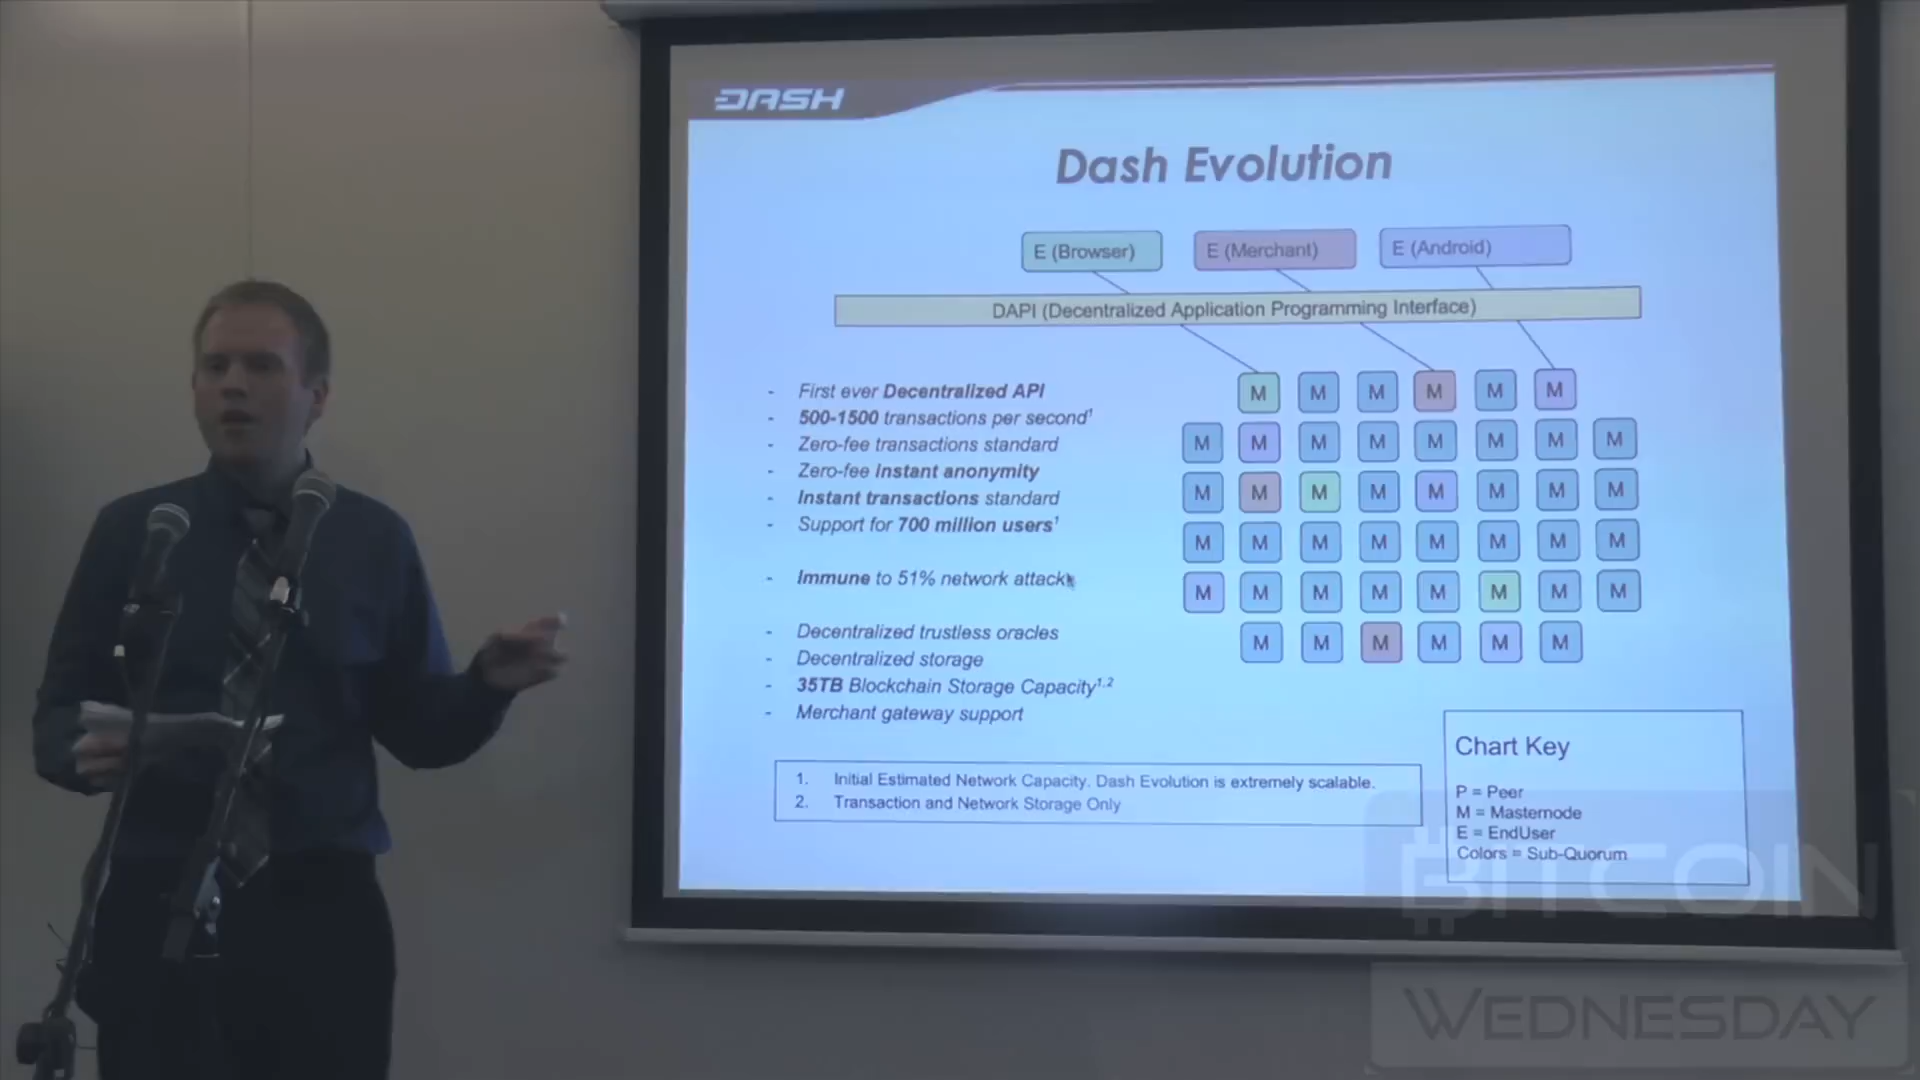 DASH
Dash Evolution
E (Browser) E (Merchant) E (Android)
DAPI (Decentralized Application Programming Interface)
- First ever Decentralized API
- 500-1500 transactions per second¹
- Zero-fee transactions standard
- Zero-fee Instant anonymity
- Instant transactions standard
- Support for 700 million users¹
- Immune to 51% network attack
- Decentralized trustless oracles
- Decentralized storage
- 35TB Blockchain Storage Capacity¹·²
- Merchant gateway support
M M M M M M
M M M M M M M M
M M M M M M M M
M M M M M M M M
M M M M M M M M
M M M M M M
1. Initial Estimated Network Capacity. Dash Evolution is extremely scalable.
2. Transaction and Network Storage Only
Chart Key
P = Peer
M = Masternode
E = EndUser
Colors = Sub-Quorum
BITCOIN
WEDNESDAY